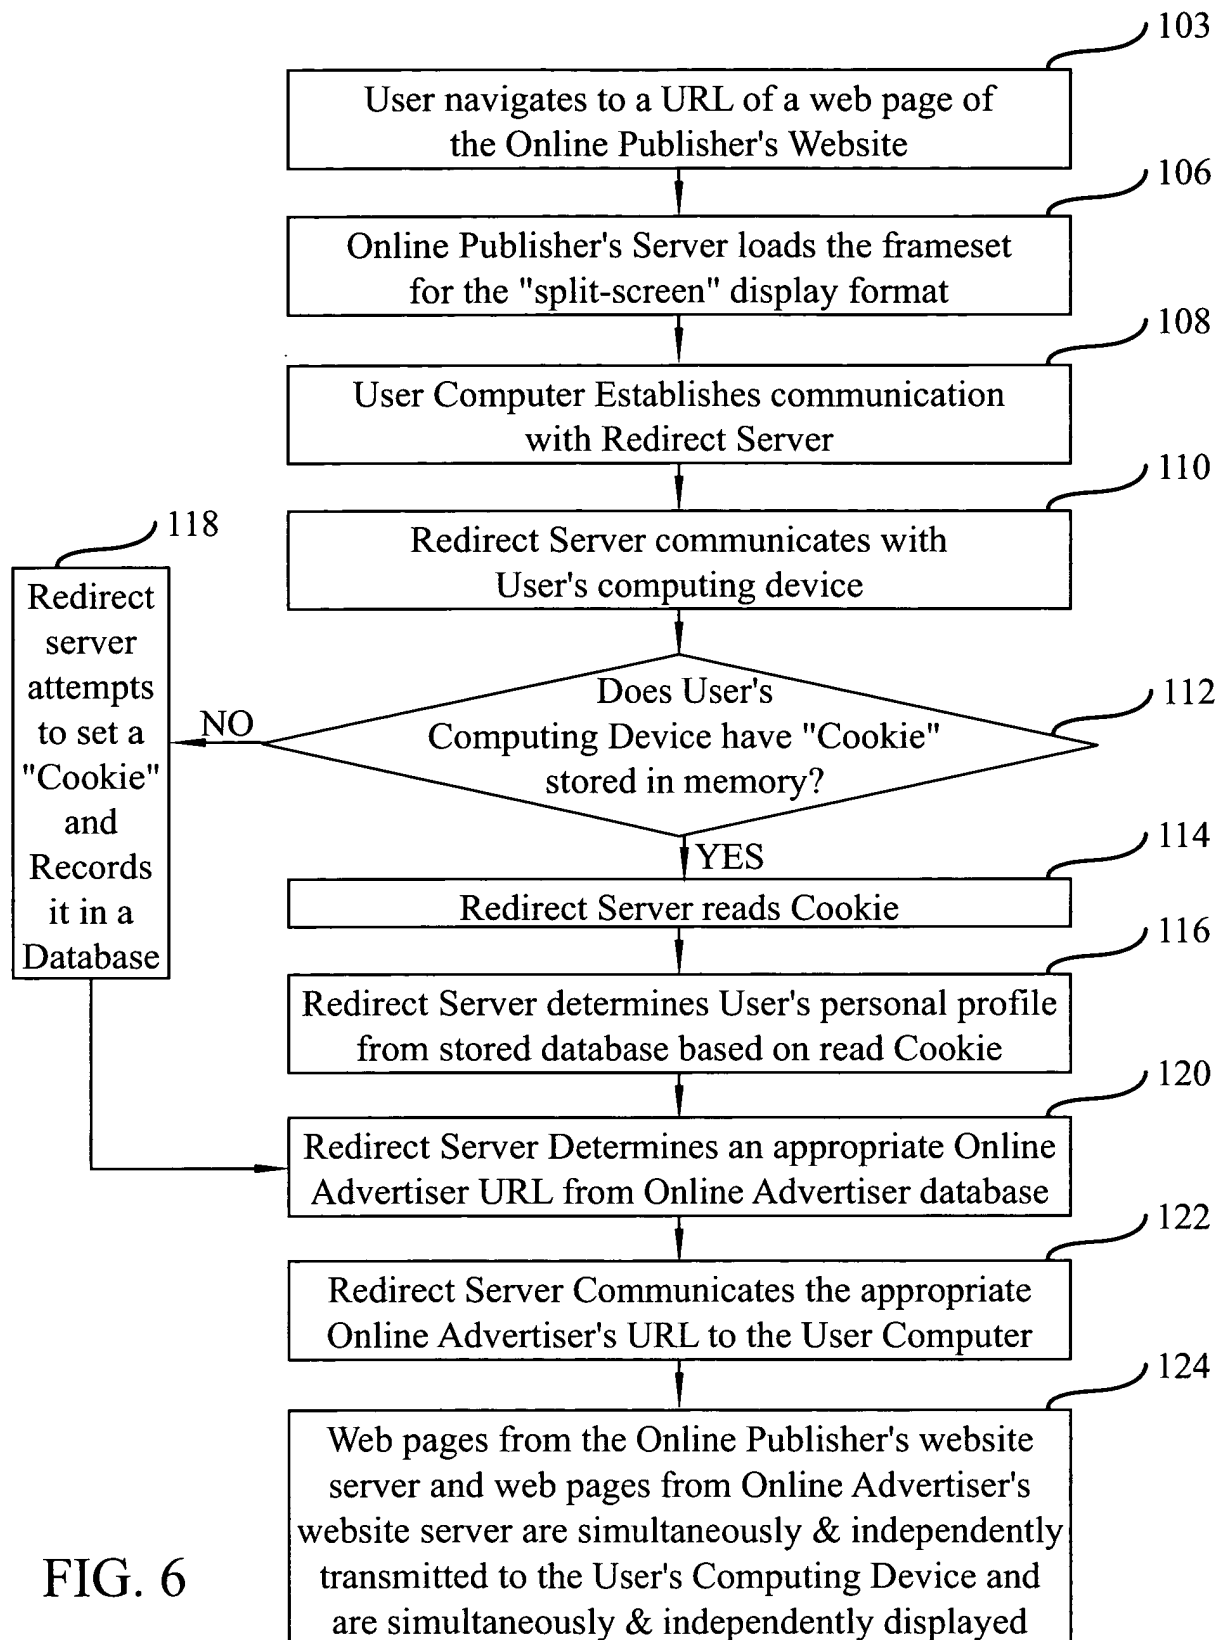 103
User navigates to a URL of a web page of
the Online Publisher's Website
106
Online Publisher's Server loads the frameset
for the "split-screen" display format
108
User Computer Establishes communication
with Redirect Server
110
Redirect Server communicates with
User's computing device
118
Redirect
server
attempts
to set a
"Cookie"
and
Records
it in a
Database
NO
112
Does User's
Computing Device have "Cookie"
stored in memory?
YES
114
Redirect Server reads Cookie
116
Redirect Server determines User's personal profile
from stored database based on read Cookie
120
Redirect Server Determines an appropriate Online
Advertiser URL from Online Advertiser database
122
Redirect Server Communicates the appropriate
Online Advertiser's URL to the User Computer
124
Web pages from the Online Publisher's website
server and web pages from Online Advertiser's
website server are simultaneously & independently
transmitted to the User's Computing Device and
are simultaneously & independently displayed
FIG. 6